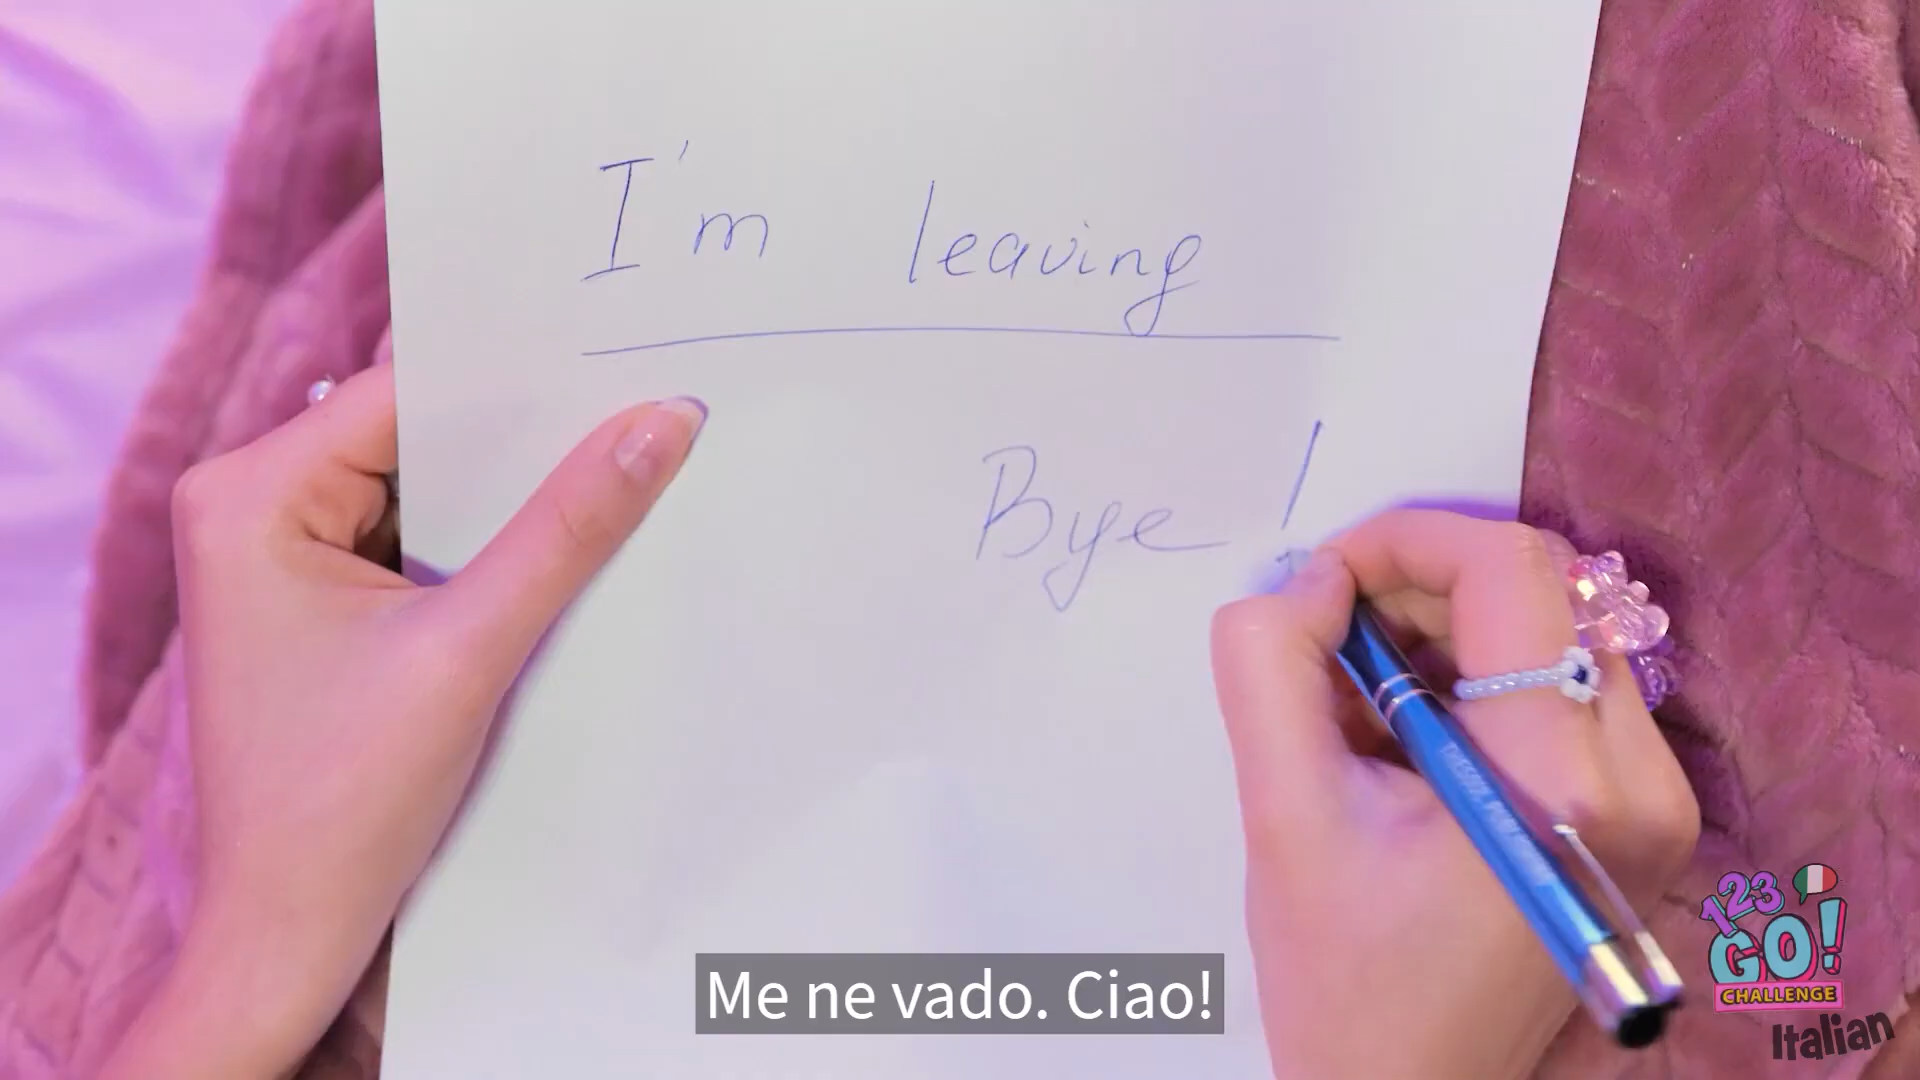 I'm leaving
Bye!
Me ne vado. Ciao!
123
GO!
CHALLENGE
Italian